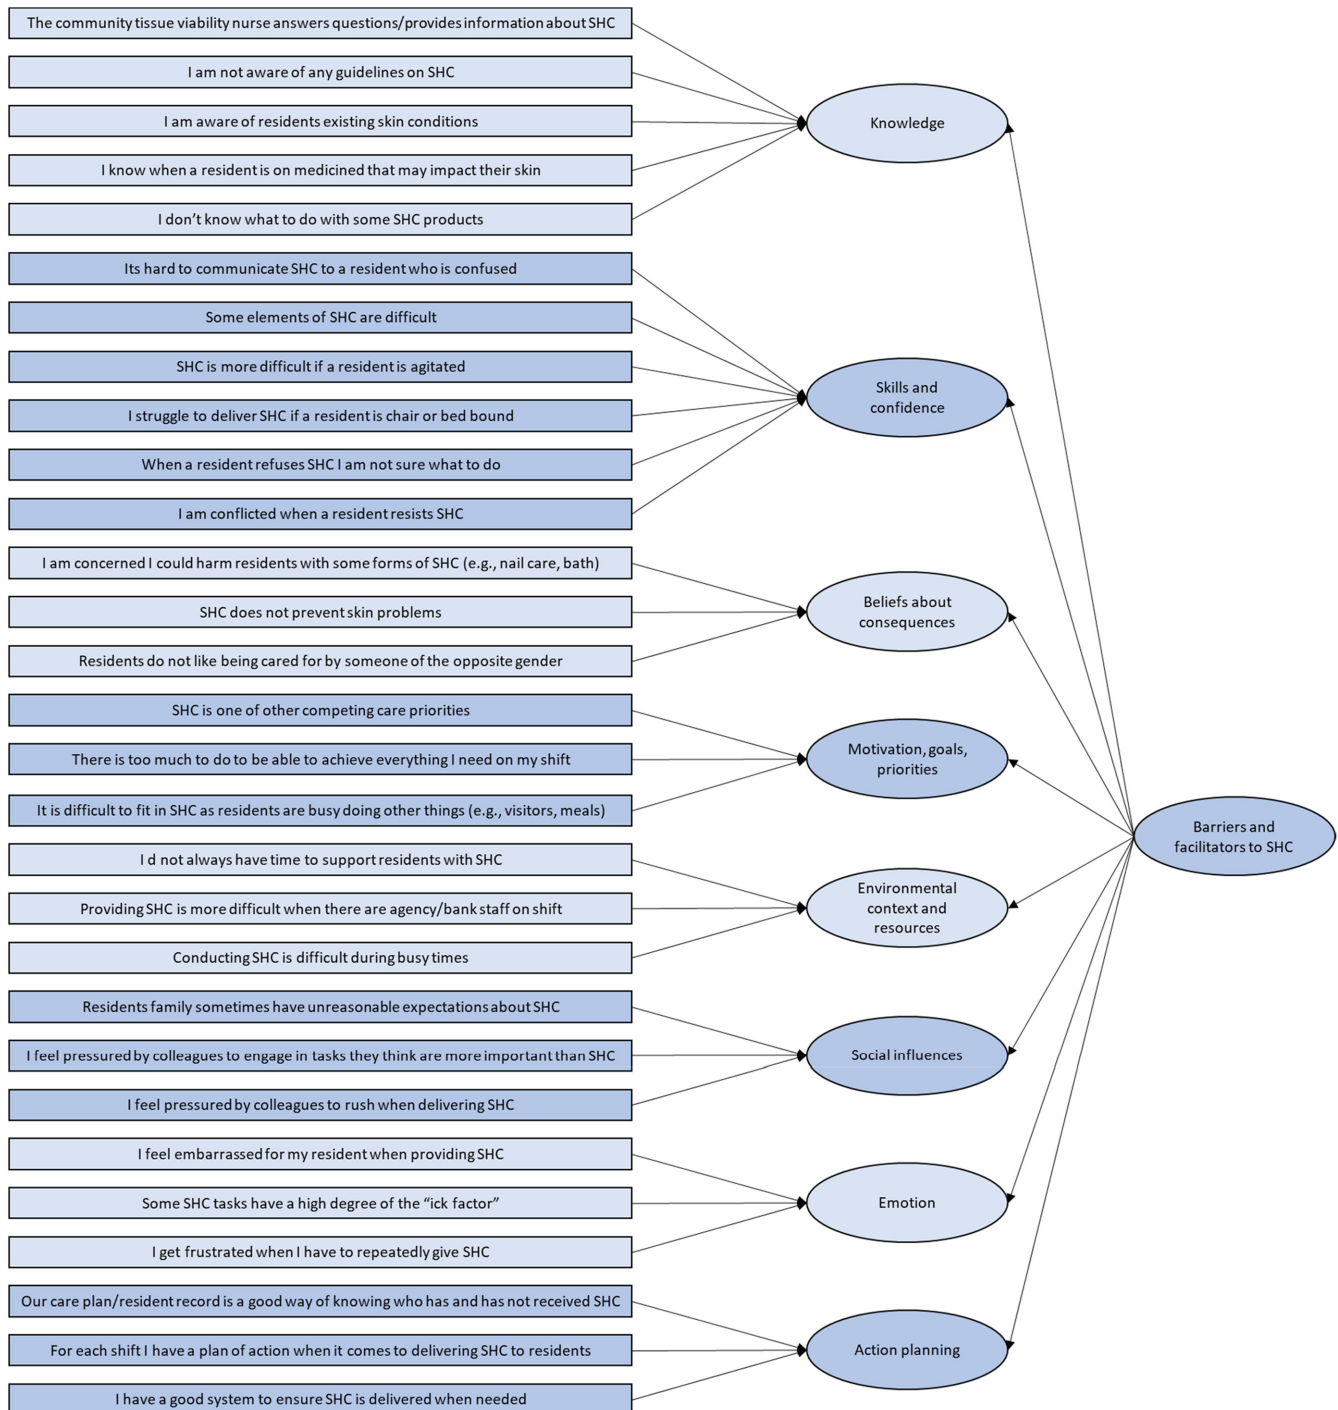 The community tissue viability nurse answers questions/provides information about SHC
I am not aware of any guidelines on SHC
I am aware of residents existing skin conditions
I know when a resident is on medicined that may impact their skin
I don't know what to do with some SHC products
Knowledge
Its hard to communicate SHC to a resident who is confused
Some elements of SHC are difficult
SHC is more difficult if a resident is agitated
I struggle to deliver SHC if a resident is chair or bed bound
When a resident refuses SHC I am not sure what to do
I am conflicted when a resident resists SHC
Skills and
confidence
I am concerned I could harm residents with some forms of SHC (e.g., nail care, bath)
SHC does not prevent skin problems
Residents do not like being cared for by someone of the opposite gender
Beliefs about
consequences
SHC is one of other competing care priorities
There is too much to do to be able to achieve everything I need on my shift
It is difficult to fit in SHC as residents are busy doing other things (e.g., visitors, meals)
Motivation, goals,
priorities
I d not always have time to support residents with SHC
Providing SHC is more difficult when there are agency/bank staff on shift
Conducting SHC is difficult during busy times
Environmental
context and
resources
Residents family sometimes have unreasonable expectations about SHC
I feel pressured by colleagues to engage in tasks they think are more important than SHC
I feel pressured by colleagues to rush when delivering SHC
Social influences
I feel embarrassed for my resident when providing SHC
Some SHC tasks have a high degree of the “ick factor”
I get frustrated when I have to repeatedly give SHC
Emotion
Our care plan/resident record is a good way of knowing who has and has not received SHC
For each shift I have a plan of action when it comes to delivering SHC to residents
I have a good system to ensure SHC is delivered when needed
Action planning
Barriers and
facilitators to SHC